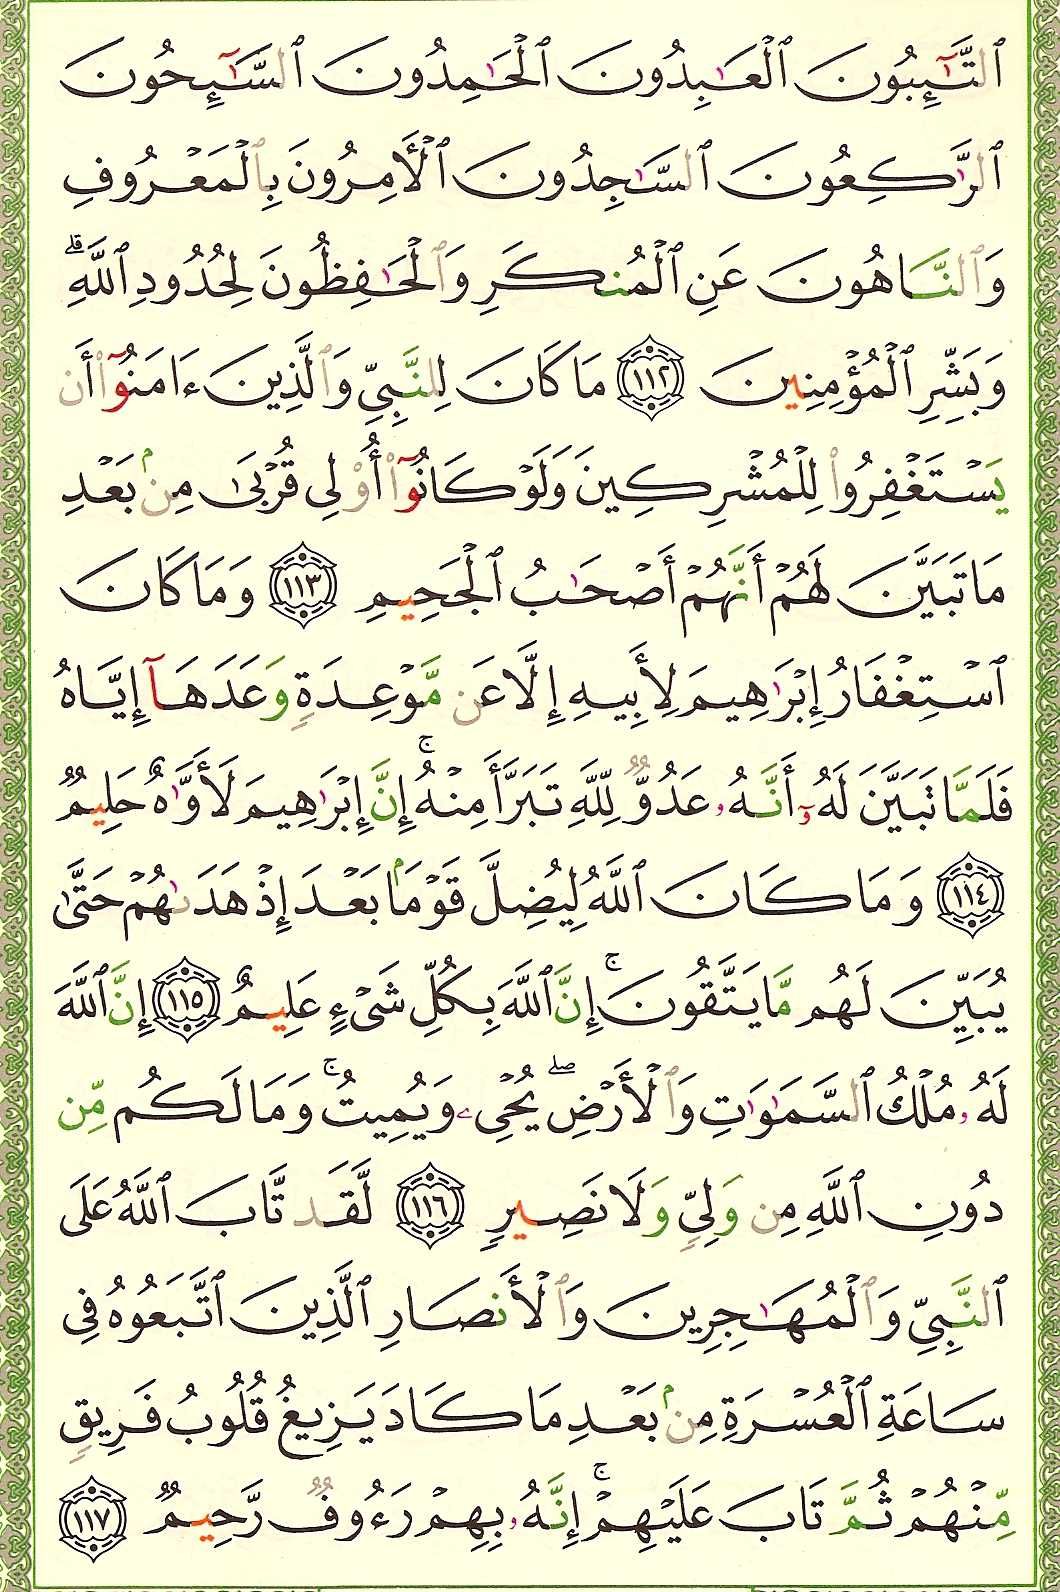 ٱلتَّـٰٓئِبُونَ ٱلْعَـٰبِدُونَ ٱلْحَـٰمِدُونَ ٱلسَّـٰٓئِحُونَ
ٱلرَّٰكِعُونَ ٱلسَّـٰجِدُونَ ٱلْـَٔامِرُونَ بِٱلْمَعْرُوفِ
وَٱلنَّاهُونَ عَنِ ٱلْمُنكَرِ وَٱلْحَـٰفِظُونَ لِحُدُودِ ٱللَّهِ ۗ
وَبَشِّرِ ٱلْمُؤْمِنِينَ ١١٢ مَا كَانَ لِلنَّبِىِّ وَٱلَّذِينَ ءَامَنُوٓا۟ أَن
يَسْتَغْفِرُوا۟ لِلْمُشْرِكِينَ وَلَوْ كَانُوٓا۟ أُو۟لِى قُرْبَىٰ مِنۢ بَعْدِ
مَا تَبَيَّنَ لَهُمْ أَنَّهُمْ أَصْحَـٰبُ ٱلْجَحِيمِ ١١٣ وَمَا كَانَ
ٱسْتِغْفَارُ إِبْرَٰهِيمَ لِأَبِيهِ إِلَّا عَن مَّوْعِدَةٍ وَعَدَهَآ إِيَّاهُ
فَلَمَّا تَبَيَّنَ لَهُۥٓ أَنَّهُۥ عَدُوٌّ لِّلَّهِ تَبَرَّأَ مِنْهُ ۚ إِنَّ إِبْرَٰهِيمَ لَأَوَّٰهٌ حَلِيمٌ
١١٤ وَمَا كَانَ ٱللَّهُ لِيُضِلَّ قَوْمًۢا بَعْدَ إِذْ هَدَىٰهُمْ حَتَّىٰ
يُبَيِّنَ لَهُم مَّا يَتَّقُونَ ۚ إِنَّ ٱللَّهَ بِكُلِّ شَىْءٍ عَلِيمٌ ١١٥ إِنَّ ٱللَّهَ
لَهُۥ مُلْكُ ٱلسَّمَـٰوَٰتِ وَٱلْأَرْضِ ۖ يُحْىِۦ وَيُمِيتُ ۚ وَمَا لَكُم مِّن
دُونِ ٱللَّهِ مِن وَلِىٍّ وَلَا نَصِيرٍ ١١٦ لَّقَد تَّابَ ٱللَّهُ عَلَى
ٱلنَّبِىِّ وَٱلْمُهَـٰجِرِينَ وَٱلْأَنصَارِ ٱلَّذِينَ ٱتَّبَعُوهُ فِى
سَاعَةِ ٱلْعُسْرَةِ مِنۢ بَعْدِ مَا كَادَ يَزِيغُ قُلُوبُ فَرِيقٍ
مِّنْهُمْ ثُمَّ تَابَ عَلَيْهِمْ ۚ إِنَّهُۥ بِهِمْ رَءُوفٌ رَّحِيمٌ ١١٧